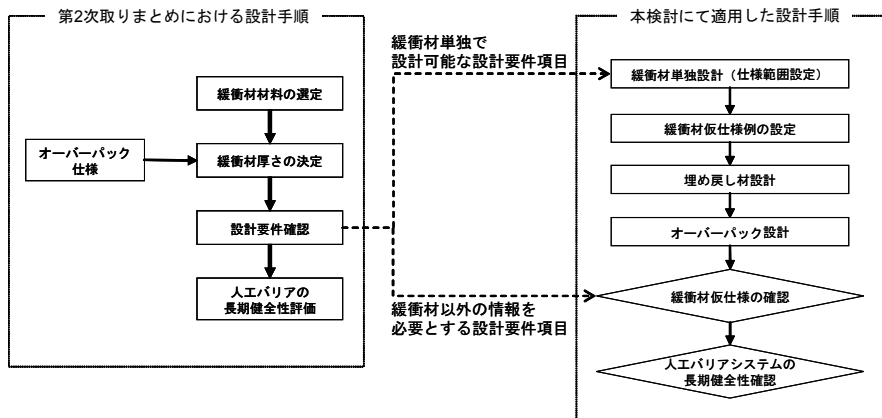 第2次取りまとめにおける設計手順
緩衝材材料の選定
オーバーパック
仕様
緩衝材厚さの決定
設計要件確認
人工バリアの
長期健全性評価
緩衝材単独で
設計可能な設計要件項目
緩衝材以外の情報を
必要とする設計要件項目
本検討にて適用した設計手順
緩衝材単独設計（仕様範囲設定）
緩衝材仮仕様例の設定
埋め戻し材設計
オーバーパック設計
緩衝材仮仕様の確認
人工バリアシステムの
長期健全性確認